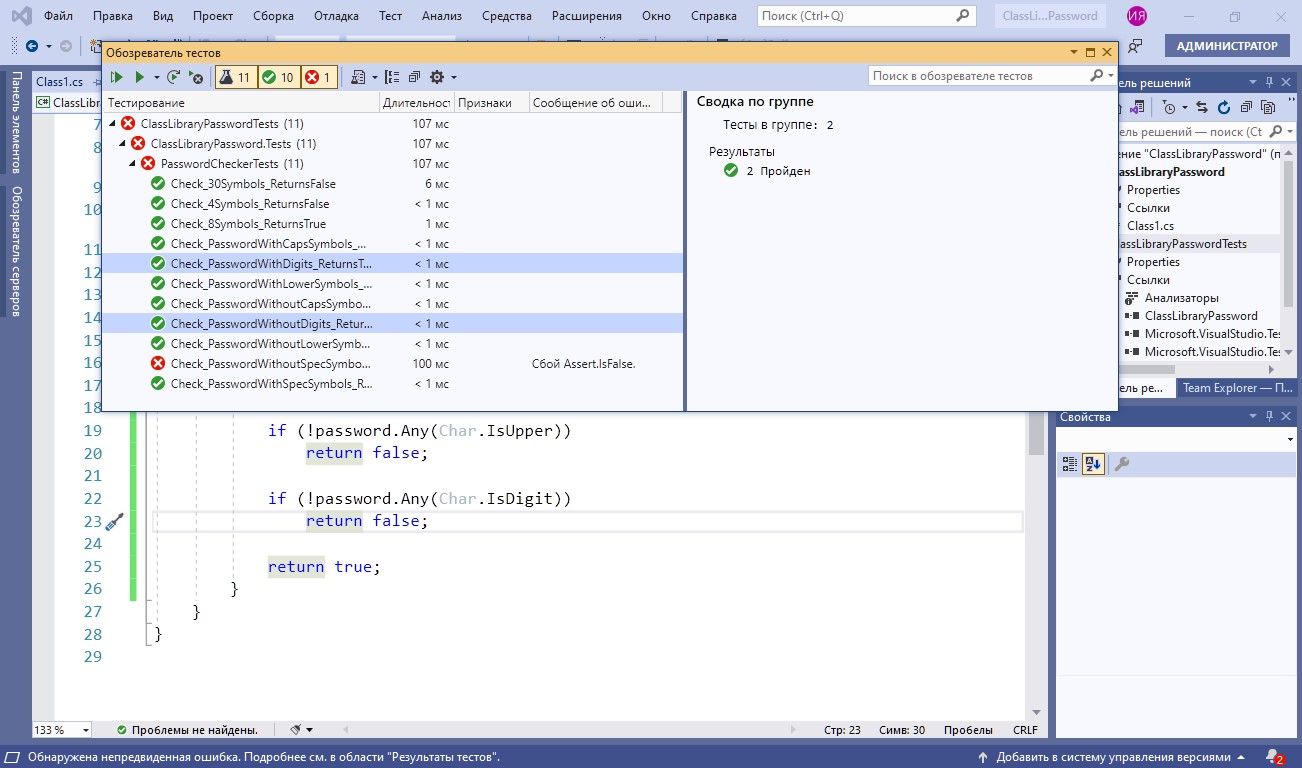 Файл Правка Вид Проект Сборка Отладка Тест Анализ Средства Расширения Окно Справка Поиск (Ctrl+Q) ClassLi...Password ИЯ
АДМИНИСТРАТОР
Обозреватель тестов
11 10 1 Поиск в обозревателе тестов
Тестирование Длительност Признаки Сообщение об оши...
ClassLibraryPasswordTests (11) 107 мс
ClassLibraryPassword.Tests (11) 107 мс
PasswordCheckerTests (11) 107 мс
Check_30Symbols_ReturnsFalse 6 мс
Check_4Symbols_ReturnsFalse < 1 мс
Check_8Symbols_ReturnsTrue 1 мс
Check_PasswordWithCapsSymbols_... < 1 мс
Check_PasswordWithDigits_ReturnsT... < 1 мс
Check_PasswordWithLowerSymbols_... < 1 мс
Check_PasswordWithoutCapsSymbo... < 1 мс
Check_PasswordWithoutDigits_Retur... < 1 мс
Check_PasswordWithoutLowerSymb... < 1 мс
Check_PasswordWithoutSpecSymbo... 100 мс Сбой Assert.IsFalse.
Check_PasswordWithSpecSymbols_R... < 1 мс
Сводка по группе
Тесты в группе: 2
Результаты
2 Пройден
Панель элементов
Обозреватель серверов
Class1.cs
C# ClassLibra
7
8
9
10
11
12
13
14
15
16
17
18
19 if (!password.Any(Char.IsUpper))
20 return false;
21
22 if (!password.Any(Char.IsDigit))
23 return false;
24
25 return true;
26 }
27 }
28 }
29
ель решений
ель решений — поиск (Ct
ение "ClassLibraryPassword" (п
assLibraryPassword
Properties
Ссылки
Class1.cs
assLibraryPasswordTests
Properties
Ссылки
Анализаторы
ClassLibraryPassword
Microsoft.VisualStudio.Te
Microsoft.VisualStudio.Te
ель ре... Team Explorer — П...
Свойства
133 % Проблемы не найдены. Стр: 23 Симв: 30 Пробелы CRLF
Обнаружена непредвиденная ошибка. Подробнее см. в области "Результаты тестов". Добавить в систему управления версиями 2